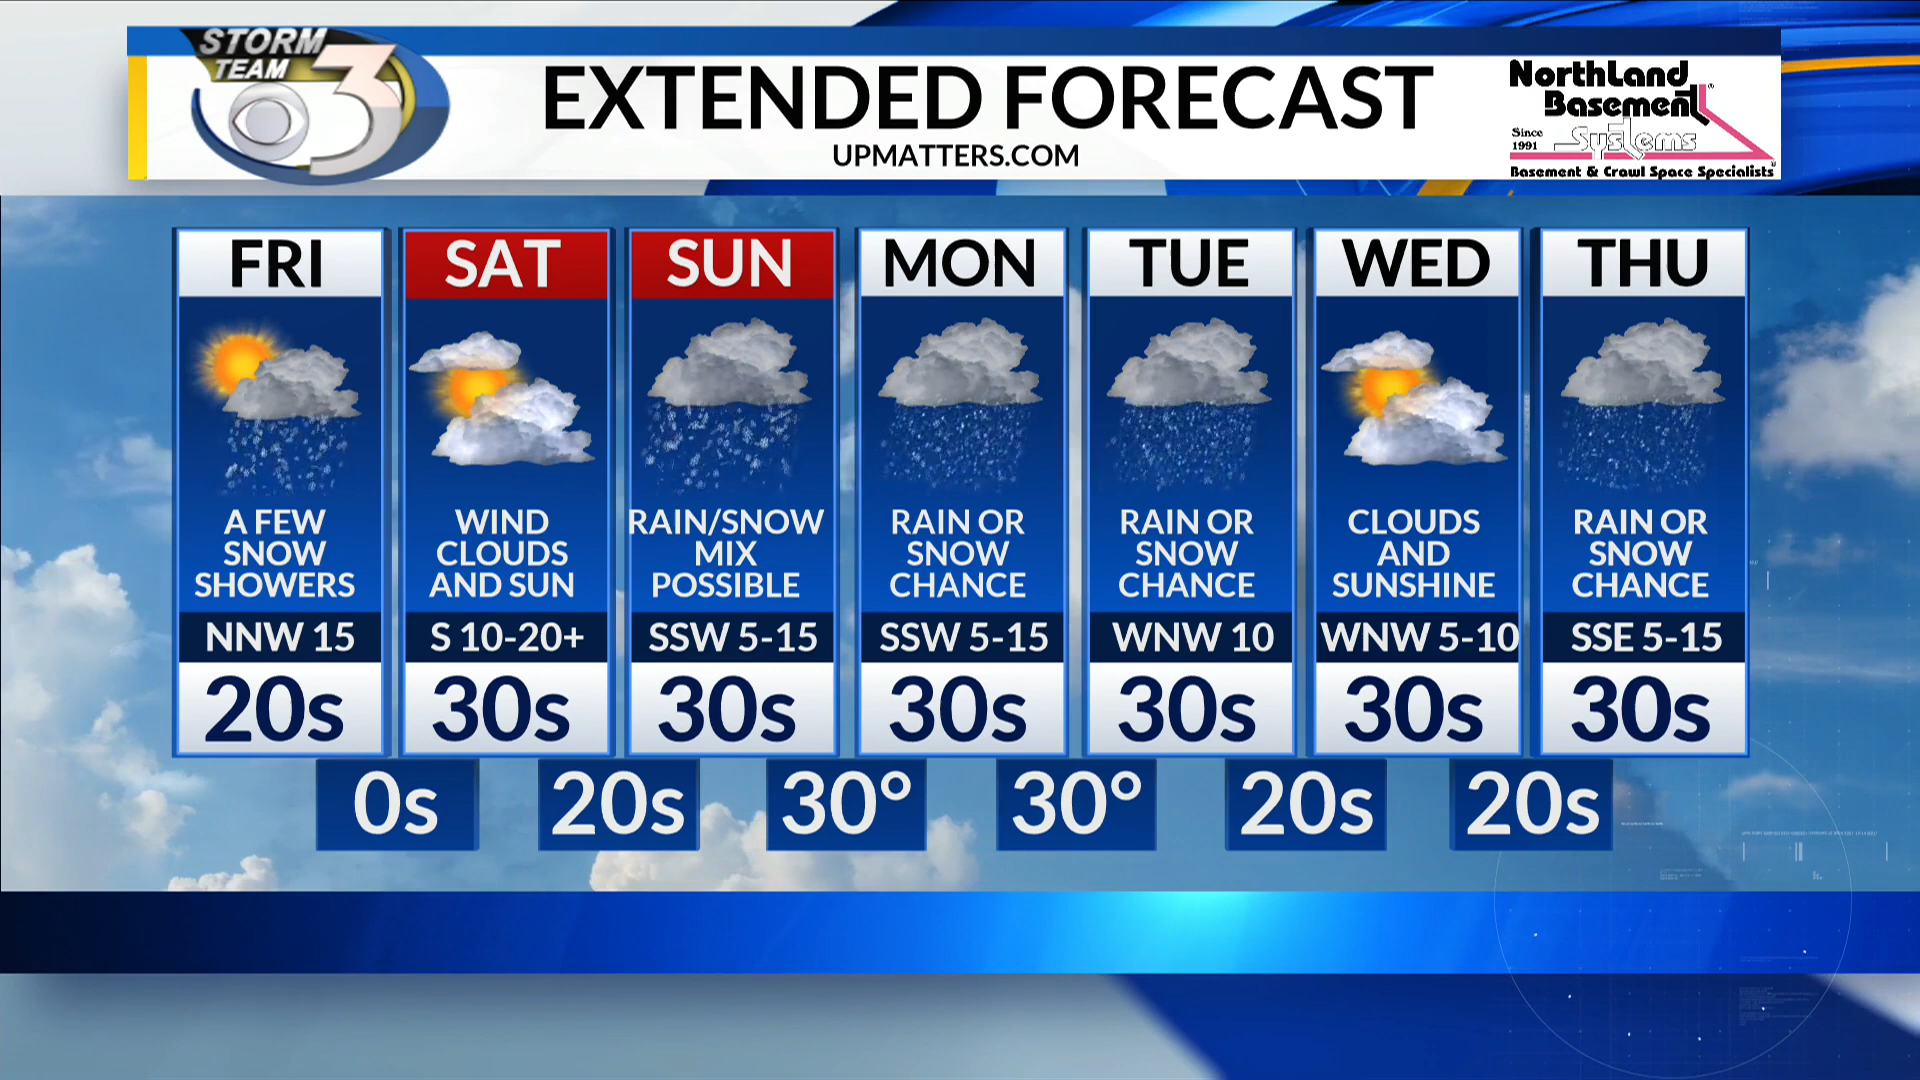 STORM
TEAM
3
EXTENDED FORECAST
UPMATTERS.COM
NorthLand
Basement
Since
1991
Systems
Basement & Crawl Space Specialists
FRI
A FEW
SNOW
SHOWERS
NNW 15
20s
SAT
WIND
CLOUDS
AND SUN
S 10-20+
30s
SUN
RAIN/SNOW
MIX
POSSIBLE
SSW 5-15
30s
MON
RAIN OR
SNOW
CHANCE
SSW 5-15
30s
TUE
RAIN OR
SNOW
CHANCE
WNW 10
30s
WED
CLOUDS
AND
SUNSHINE
WNW 5-10
30s
THU
RAIN OR
SNOW
CHANCE
SSE 5-15
30s
0s
20s
30°
30°
20s
20s